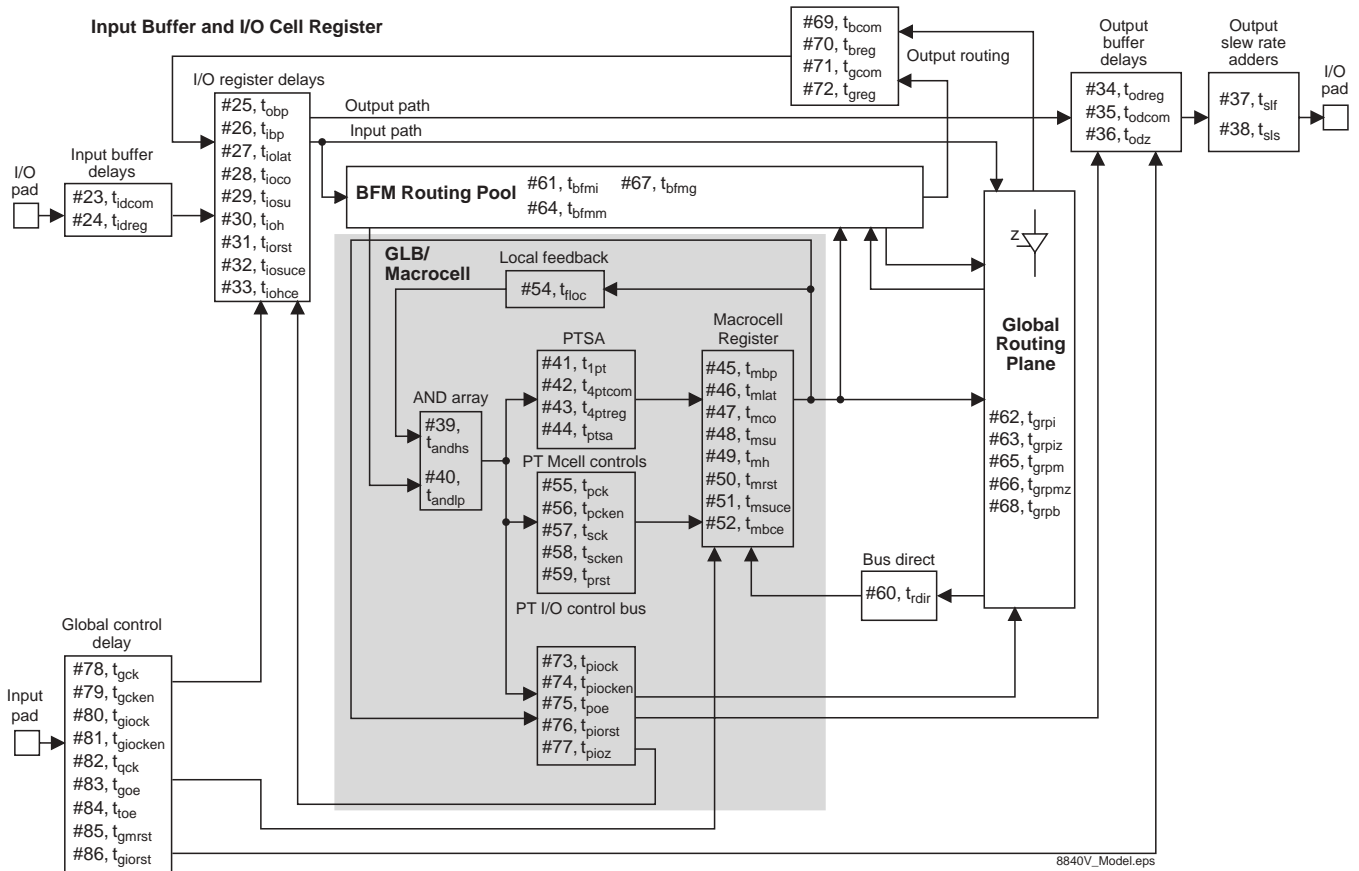 Input Buffer and I/O Cell Register
I/O register delays
#25, tobp
#26, tibp
#27, tiolat
#28, tioco
#29, tiosu
#30, tioh
#31, tiorst
#32, tiosuce
#33, tiohce
Output path
Input path
Input buffer
delays
#23, tidcom
#24, tidreg
I/O
pad
#69, tbcom
#70, tbreg
#71, tgcom
#72, tgreg
Output routing
Output
buffer
delays
#34, todreg
#35, todcom
#36, todz
Output
slew rate
adders
#37, tslf
#38, tsls
I/O
pad
BFM Routing Pool
#61, tbfmi
#67, tbfmg
#64, tbfmm
GLB/
Macrocell
Local feedback
#54, tfloc
PTSA
#41, t1pt
#42, t4ptcom
#43, t4ptreg
#44, tptsa
AND array
#39,
tandhs
#40,
tandlp
PT Mcell controls
#55, tpck
#56, tpcken
#57, tsck
#58, tscken
#59, tprst
PT I/O control bus
#73, tpiock
#74, tpiocken
#75, tpoe
#76, tpiorst
#77, tpioz
Macrocell
Register
#45, tmbp
#46, tmlat
#47, tmco
#48, tmsu
#49, tmh
#50, tmrst
#51, tmsuce
#52, tmbce
Z
Global
Routing
Plane
#62, tgrpi
#63, tgrpiz
#65, tgrpm
#66, tgrpmz
#68, tgrpb
Bus direct
#60, trdir
Global control
delay
#78, tgck
#79, tgcken
#80, tgiock
#81, tgiocken
#82, tqck
#83, tgoe
#84, ttoe
#85, tgmrst
#86, tgiorst
Input
pad
8840V_Model.eps